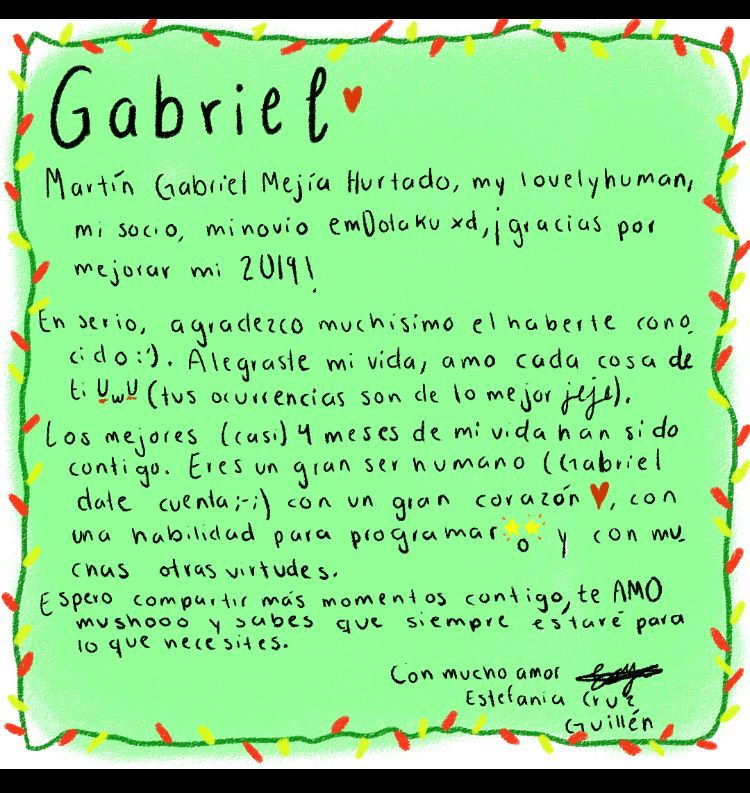 Gabriel
Martín Gabriel Mejía Hurtado, my lovelyhuman,
mi socio, minovio emDolaku xd, ¡gracias por
mejorar mi 2019!
En serio, agradezco muchísimo el haberte cono_
cido :'). Alegraste mi vida, amo cada cosa de
ti UwU (tus ocurrencias son de lo mejor jeje).
Los mejores (casi) 4 meses de mi vida han sido
contigo. Eres un gran ser humano (Gabriel
date cuenta ;-;) con un gran corazón ♥, con
una habilidad para programar y con mu_
chas otras virtudes.
Espero compartir más momentos contigo, te AMO
mushooo y sabes que siempre estaré para
lo que necesites.
Con mucho amor
Estefania Cruz
Guillén